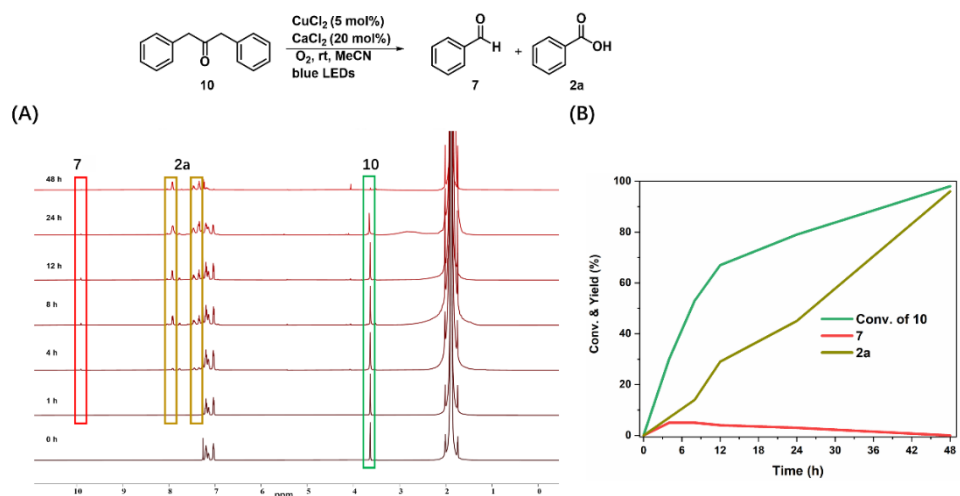 CuCl₂ (5 mol%)
CaCl₂ (20 mol%)
O₂, rt, MeCN
blue LEDs
O
10
O
H
7
+
O
OH
2a
(A)
7
2a
10
48 h
24 h
12 h
8 h
4 h
1 h
0 h
10 9 8 7 6 5 4 3 2 1 -0
ppm
(B)
Conv. & Yield (%)
100
80
60
40
20
0
Conv. of 10
7
2a
0 6 12 18 24 30 36 42 48
Time (h)